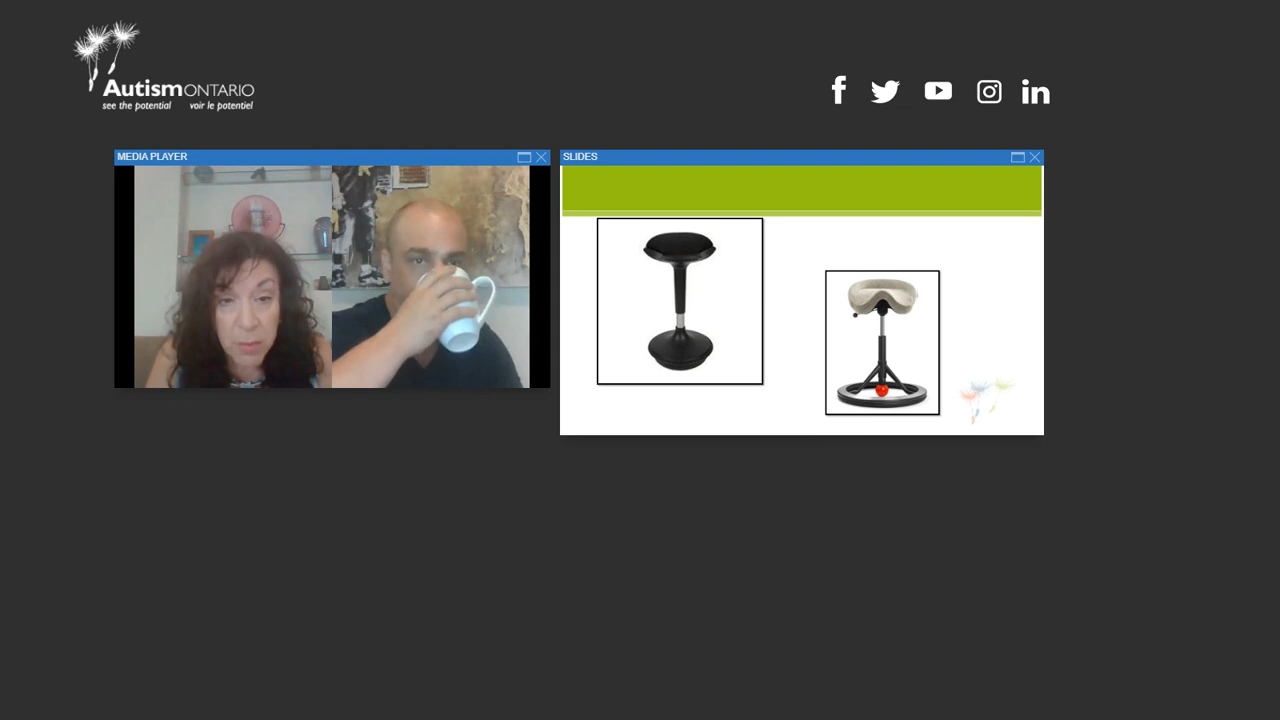 Autism ONTARIO
see the potential voir le potentiel
MEDIA PLAYER
SLIDES